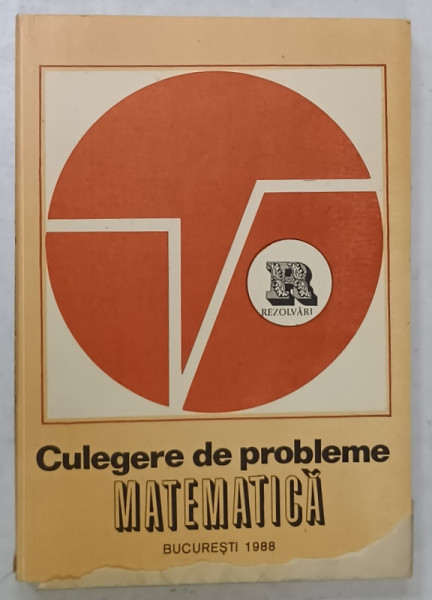 R
REZOLVĂRI
Culegere de probleme
MATEMATICĂ
BUCUREȘTI 1988